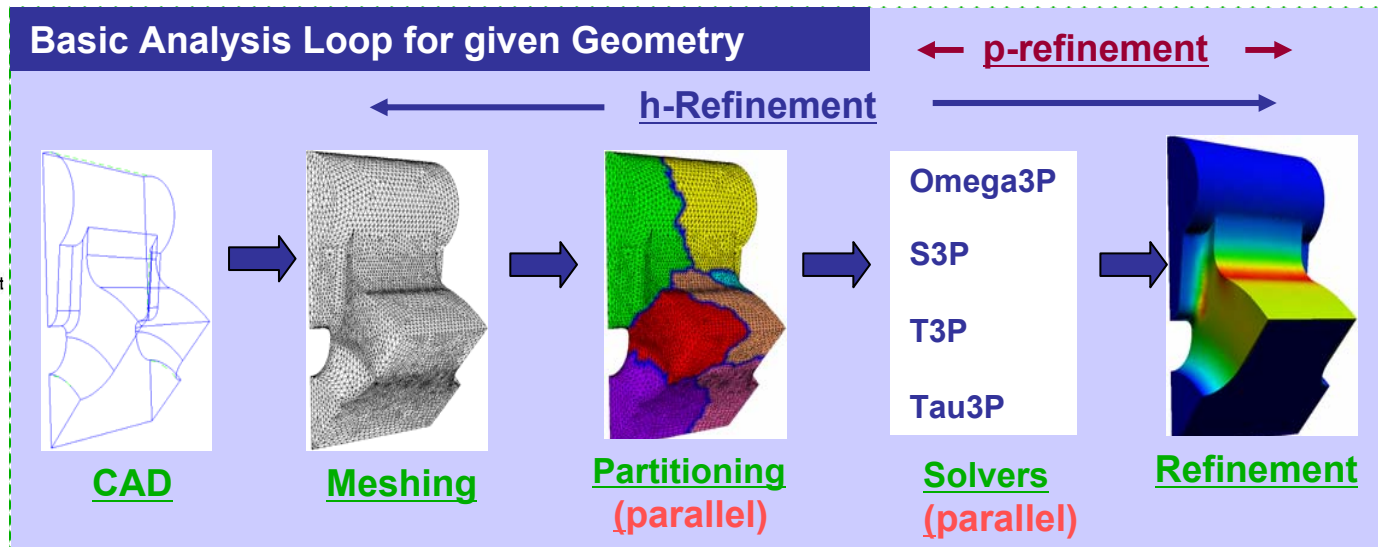 Basic Analysis Loop for given Geometry
p-refinement
h-Refinement
t
Omega3P
S3P
T3P
Tau3P
CAD
Meshing
Partitioning
(parallel)
Solvers
(parallel)
Refinement